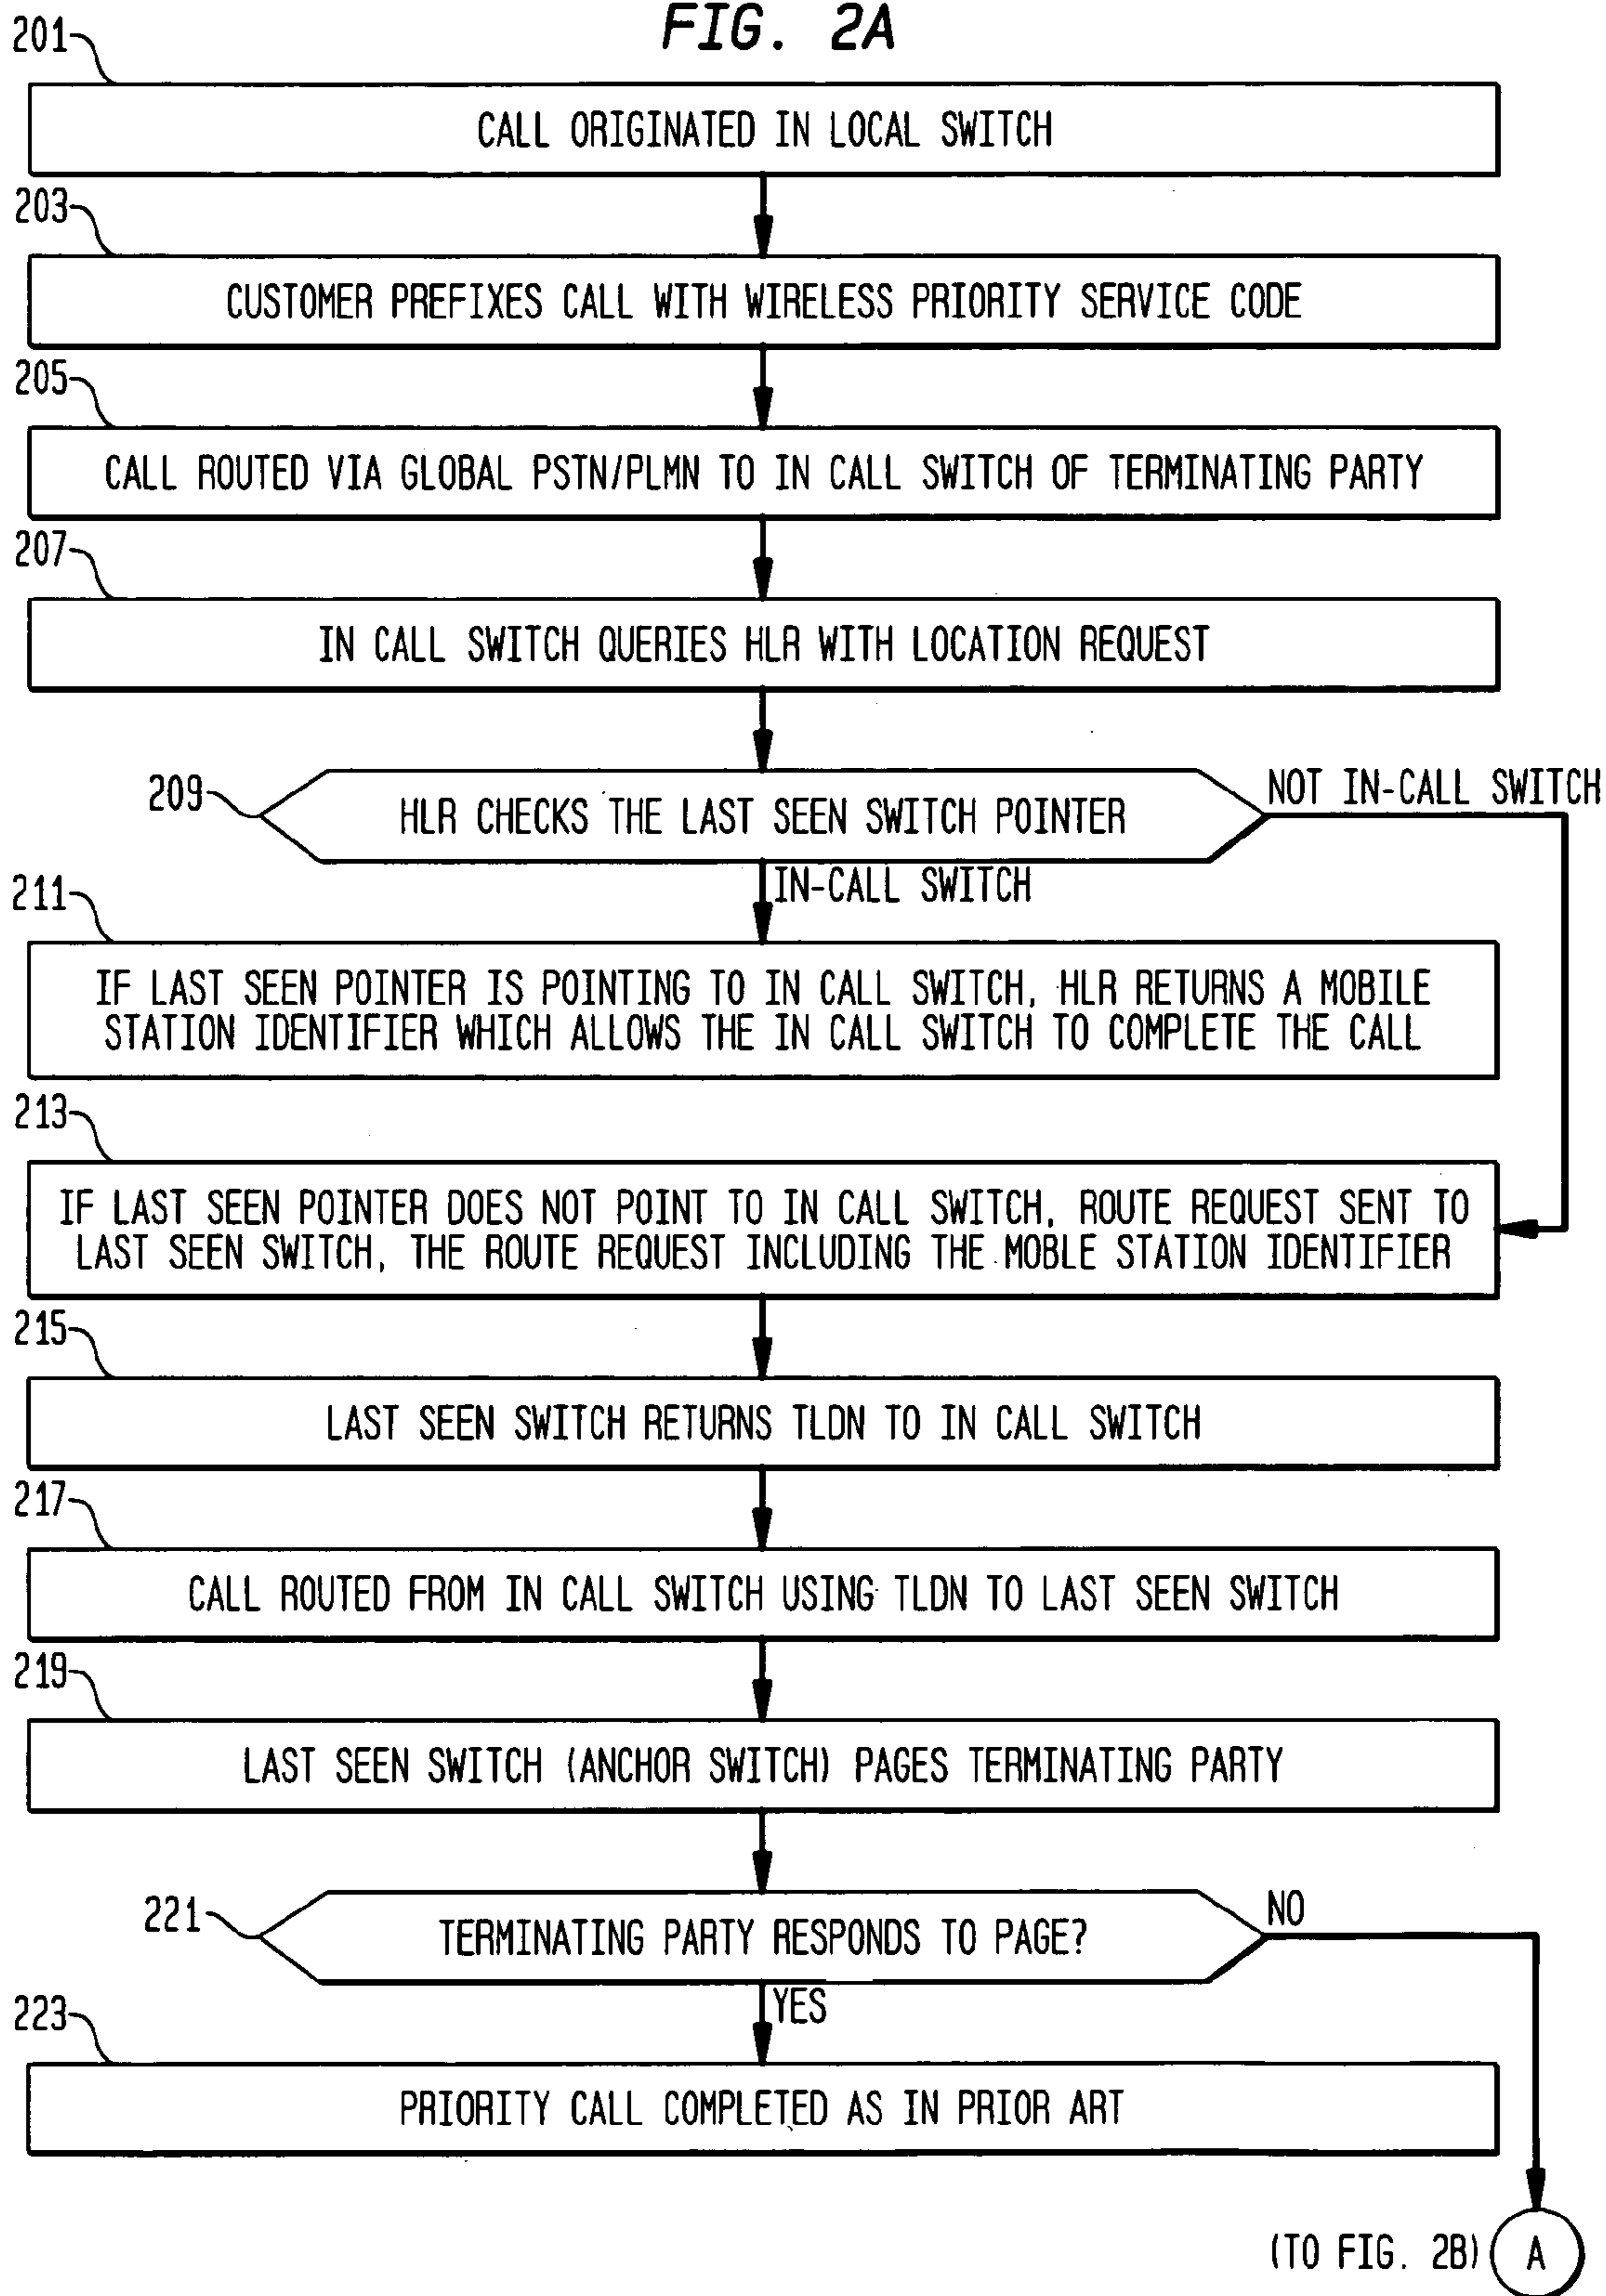 FIG. 2A
201
CALL ORIGINATED IN LOCAL SWITCH
203
CUSTOMER PREFIXES CALL WITH WIRELESS PRIORITY SERVICE CODE
205
CALL ROUTED VIA GLOBAL PSTN/PLMN TO IN CALL SWITCH OF TERMINATING PARTY
207
IN CALL SWITCH QUERIES HLR WITH LOCATION REQUEST
209
HLR CHECKS THE LAST SEEN SWITCH POINTER
NOT IN-CALL SWITCH
IN-CALL SWITCH
211
IF LAST SEEN POINTER IS POINTING TO IN CALL SWITCH, HLR RETURNS A MOBILE
STATION IDENTIFIER WHICH ALLOWS THE IN CALL SWITCH TO COMPLETE THE CALL
213
IF LAST SEEN POINTER DOES NOT POINT TO IN CALL SWITCH, ROUTE REQUEST SENT TO
LAST SEEN SWITCH, THE ROUTE REQUEST INCLUDING THE MOBLE STATION IDENTIFIER
215
LAST SEEN SWITCH RETURNS TLDN TO IN CALL SWITCH
217
CALL ROUTED FROM IN CALL SWITCH USING TLDN TO LAST SEEN SWITCH
219
LAST SEEN SWITCH (ANCHOR SWITCH) PAGES TERMINATING PARTY
221
TERMINATING PARTY RESPONDS TO PAGE?
NO
YES
223
PRIORITY CALL COMPLETED AS IN PRIOR ART
(TO FIG. 2B)
A